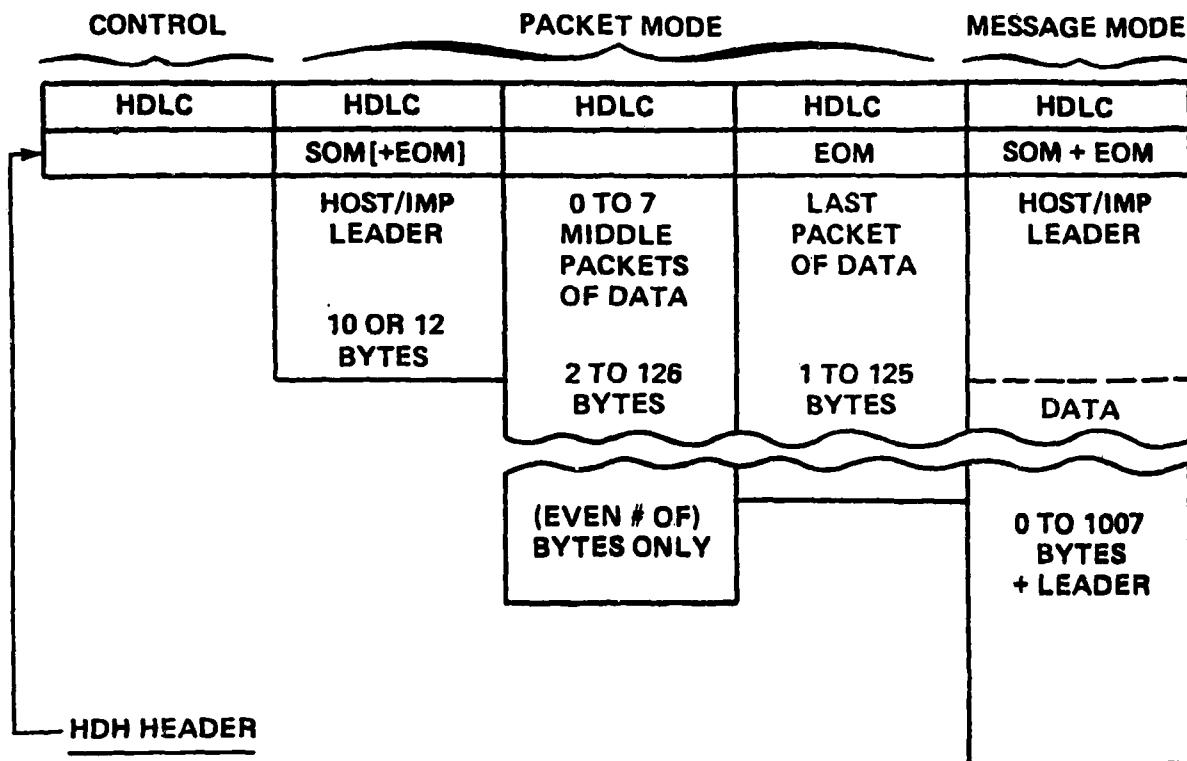 CONTROL PACKET MODE MESSAGE MODE
HDLC HDLC HDLC HDLC HDLC
SOM [+EOM] EOM SOM + EOM
HOST/IMP
LEADER
10 OR 12
BYTES
0 TO 7
MIDDLE
PACKETS
OF DATA
2 TO 126
BYTES
(EVEN # OF)
BYTES ONLY
LAST
PACKET
OF DATA
1 TO 125
BYTES
HOST/IMP
LEADER
DATA
0 TO 1007
BYTES
+ LEADER
HDH HEADER